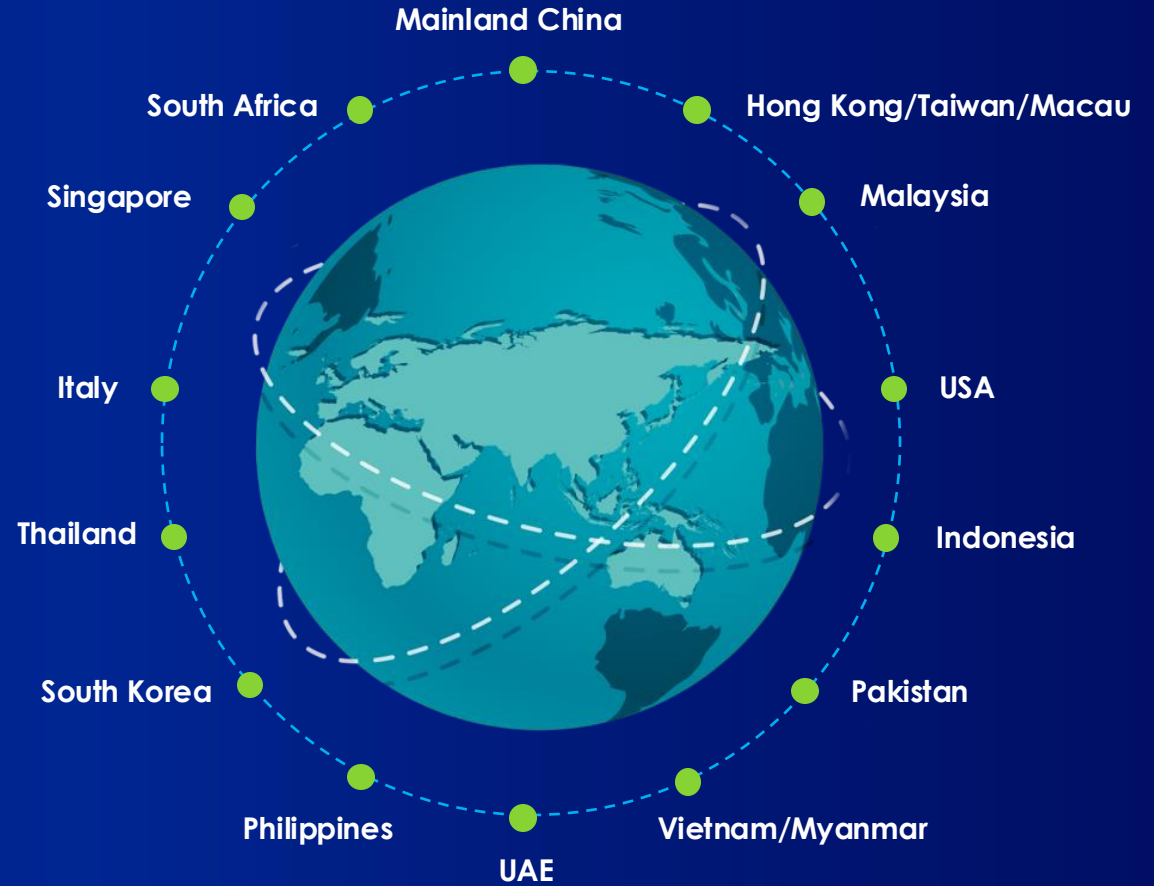 Mainland China
South Africa
Hong Kong/Taiwan/Macau
Singapore
Malaysia
Italy
USA
Thailand
Indonesia
South Korea
Pakistan
Philippines
Vietnam/Myanmar
UAE